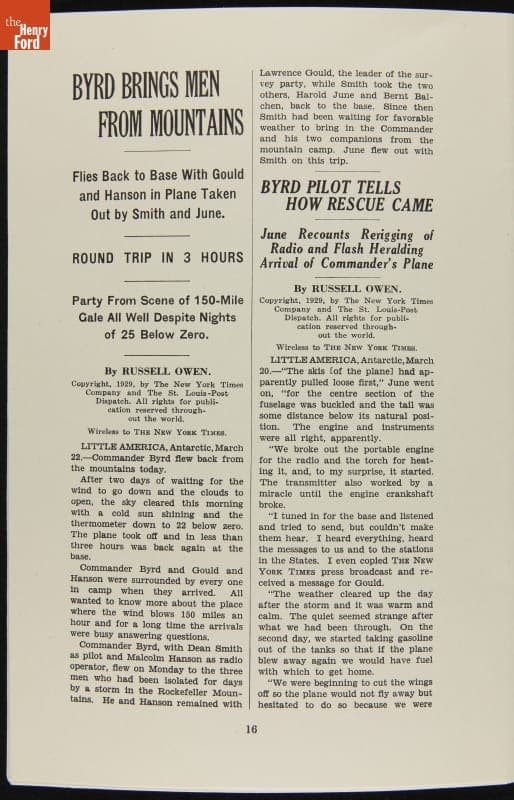 the
Henry
Ford
BYRD BRINGS MEN
FROM MOUNTAINS
Flies Back to Base With Gould
and Hanson in Plane Taken
Out by Smith and June.
ROUND TRIP IN 3 HOURS
Party From Scene of 150-Mile
Gale All Well Despite Nights
of 25 Below Zero.
By RUSSELL OWEN.
Copyright, 1929, by The New York Times
Company and The St. Louis-Post
Dispatch. All rights for publi-
cation reserved through-
out the world.
Wireless to THE NEW YORK TIMES.
LITTLE AMERICA, Antarctic, March
22.—Commander Byrd flew back from
the mountains today.
After two days of waiting for the
wind to go down and the clouds to
open, the sky cleared this morning
with a cold sun shining and the
thermometer down to 22 below zero.
The plane took off and in less than
three hours was back again at the
base.
Commander Byrd and Gould and
Hanson were surrounded by every one
in camp when they arrived. All
wanted to know more about the place
where the wind blows 150 miles an
hour and for a long time the arrivals
were busy answering questions.
Commander Byrd, with Dean Smith
as pilot and Malcolm Hanson as radio
operator, flew on Monday to the three
men who had been isolated for days
by a storm in the Rockefeller Moun-
tains. He and Hanson remained with
Lawrence Gould, the leader of the sur-
vey party, while Smith took the two
others, Harold June and Bernt Bal-
chen, back to the base. Since then
Smith had been waiting for favorable
weather to bring in the Commander
and his two companions from the
mountain camp. June flew out with
Smith on this trip.
BYRD PILOT TELLS
HOW RESCUE CAME
June Recounts Rerigging of
Radio and Flash Heralding
Arrival of Commander's Plane
By RUSSELL OWEN.
Copyright, 1929, by The New York Times
Company and The St. Louis-Post
Dispatch. All rights for publi-
cation reserved through-
out the world.
Wireless to THE NEW YORK TIMES.
LITTLE AMERICA, Antarctic, March
20.—"The skis [of the plane] had ap-
parently pulled loose first," June went
on, "for the centre section of the
fuselage was buckled and the tail was
some distance below its natural posi-
tion. The engine and instruments
were all right, apparently.
"We broke out the portable engine
for the radio and the torch for heat-
ing it, and, to my surprise, it started.
The transmitter also worked by a
miracle until the engine crankshaft
broke.
"I tuned in for the base and listened
and tried to send, but couldn't make
them hear. I heard everything, heard
the messages to us and to the stations
in the States. I even copied THE NEW
YORK TIMES press broadcast and re-
ceived a message for Gould.
"The weather cleared up the day
after the storm and it was warm and
calm. The quiet seemed strange after
what we had been through. On the
second day, we started taking gasoline
out of the tanks so that if the plane
blew away again we would have fuel
with which to get home.
"We were beginning to cut the wings
off so the plane would not fly away but
hesitated to do so because we were
16